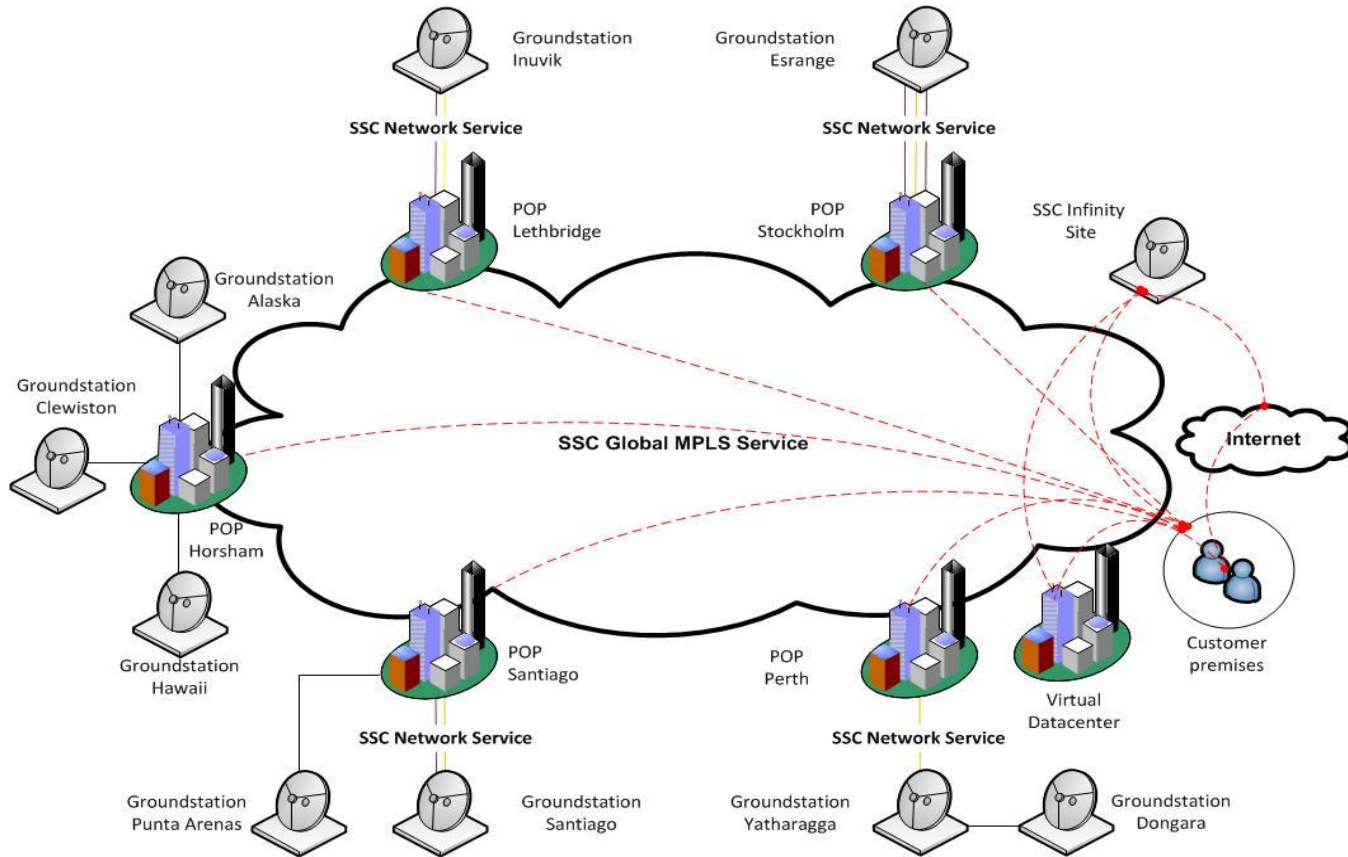 Groundstation
Inuvik
Groundstation
Esrange
SSC Network Service
SSC Network Service
POP
Lethbridge
POP
Stockholm
SSC Infinity
Site
Groundstation
Alaska
Groundstation
Clewiston
SSC Global MPLS Service
Internet
POP
Horsham
Groundstation
Hawaii
POP
Santiago
POP
Perth
Virtual
Datacenter
Customer
premises
SSC Network Service
SSC Network Service
Groundstation
Punta Arenas
Groundstation
Santiago
Groundstation
Yatharagga
Groundstation
Dongara